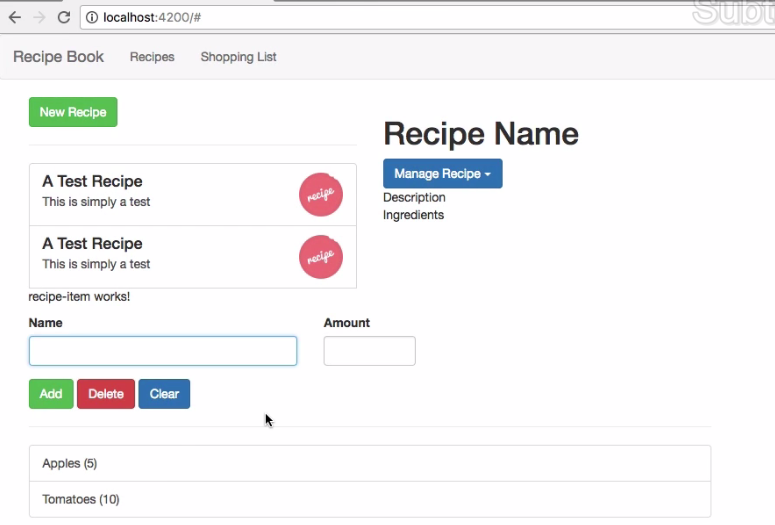 localhost:4200/#
Subt
Recipe Book Recipes Shopping List
New Recipe
Recipe Name
Manage Recipe
Description
Ingredients
A Test Recipe
This is simply a test
recipe
A Test Recipe
This is simply a test
recipe
recipe-item works!
Name Amount
Add Delete Clear
Apples (5)
Tomatoes (10)